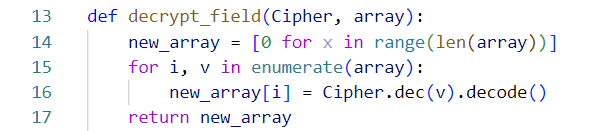 13 def decrypt_field(Cipher, array):
14     new_array = [0 for x in range(len(array))]
15     for i, v in enumerate(array):
16         new_array[i] = Cipher.dec(v).decode()
17     return new_array